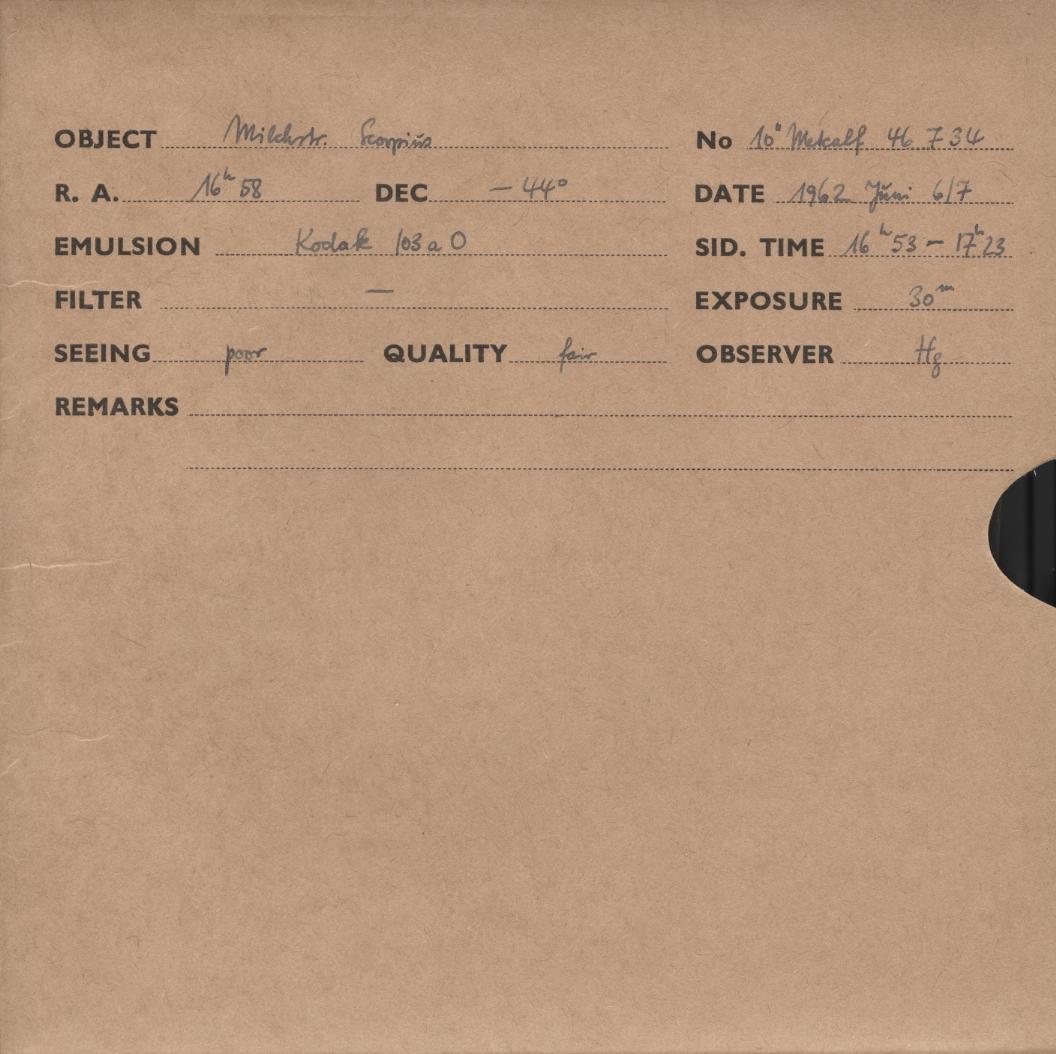 OBJECT Milchstr. Scorpius No 10" Metcalf 46 734
R. A. 16h 58 DEC — 44° DATE 1962 Juni 6/7
EMULSION Kodak 103 a O SID. TIME 16h 53 — 17h 23
FILTER — EXPOSURE 30m
SEEING poor QUALITY fair OBSERVER Hg
REMARKS